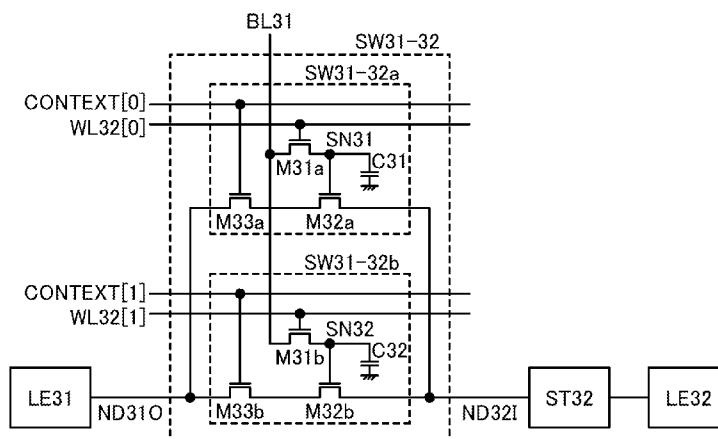 BL31
SW31-32
SW31-32a
CONTEXT[0]
WL32[0]
SN31
C31
M31a
M33a
M32a
SW31-32b
CONTEXT[1]
WL32[1]
SN32
C32
M31b
LE31
ND31O
M33b
M32b
ND32I
ST32
LE32